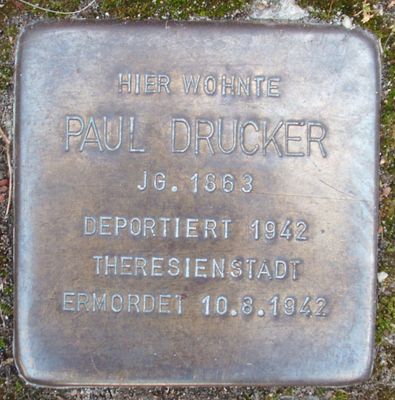 HIER WOHNTE
PAUL DRUCKER
JG. 1863
DEPORTIERT 1942
THERESIENSTADT
ERMORDET 10.8.1942